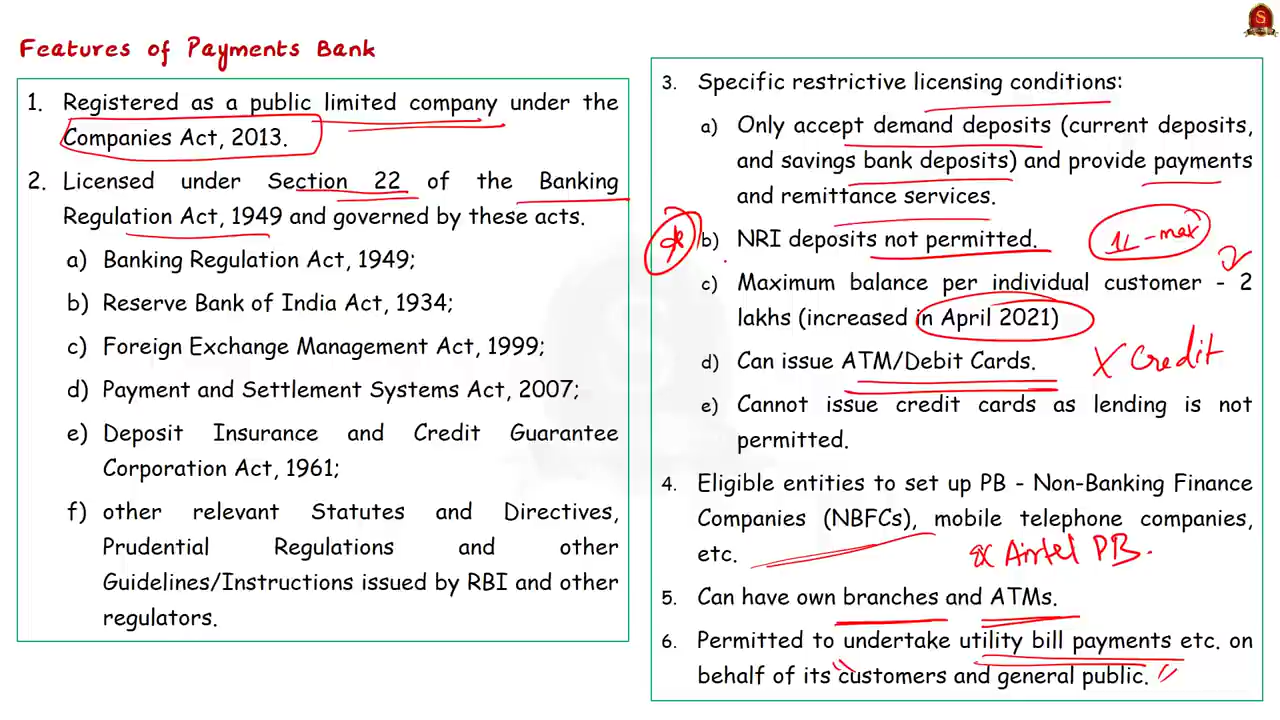 Features of Payments Bank
1. Registered as a public limited company under the
Companies Act, 2013.
2. Licensed under Section 22 of the Banking
Regulation Act, 1949 and governed by these acts.
a) Banking Regulation Act, 1949;
b) Reserve Bank of India Act, 1934;
c) Foreign Exchange Management Act, 1999;
d) Payment and Settlement Systems Act, 2007;
e) Deposit Insurance and Credit Guarantee
Corporation Act, 1961;
f) other relevant Statutes and Directives,
Prudential Regulations and other
Guidelines/Instructions issued by RBI and other
regulators.
3. Specific restrictive licensing conditions:
a) Only accept demand deposits (current deposits,
and savings bank deposits) and provide payments
and remittance services.
b) NRI deposits not permitted.
1L - max
c) Maximum balance per individual customer - 2
lakhs (increased in April 2021)
d) Can issue ATM/Debit Cards.
X Credit
e) Cannot issue credit cards as lending is not
permitted.
4. Eligible entities to set up PB - Non-Banking Finance
Companies (NBFCs), mobile telephone companies,
etc.
Airtel PB.
5. Can have own branches and ATMs.
6. Permitted to undertake utility bill payments etc. on
behalf of its customers and general public.